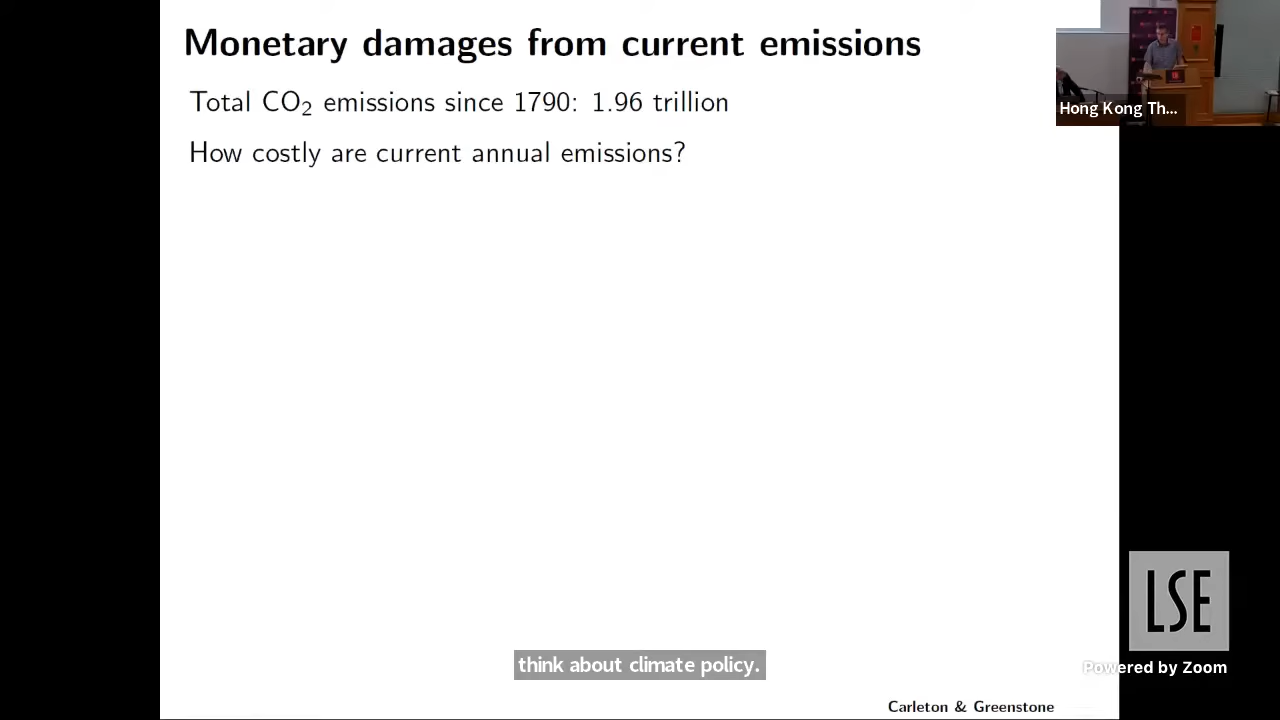 Monetary damages from current emissions
Total CO₂ emissions since 1790: 1.96 trillion
How costly are current annual emissions?
Hong Kong Th...
think about climate policy.
LSE
Powered by Zoom
Carleton & Greenstone